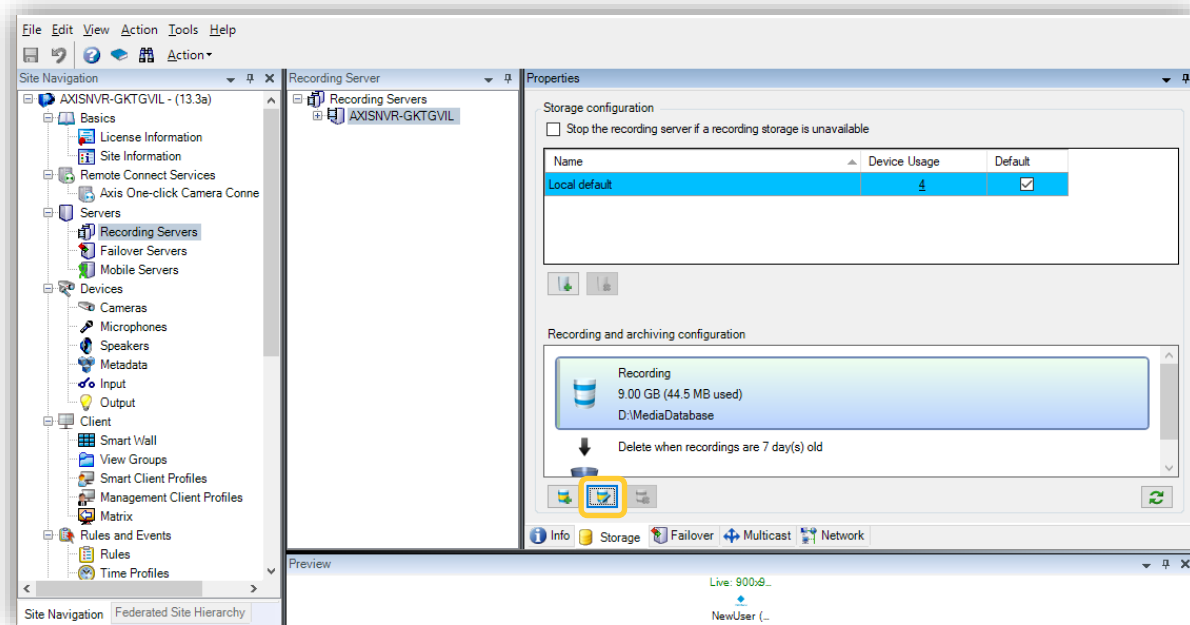 File Edit View Action Tools Help
Action
Site Navigation
AXISNVR-GKTGVIL - (13.3a)
Basics
License Information
Site Information
Remote Connect Services
Axis One-click Camera Conne
Servers
Recording Servers
Failover Servers
Mobile Servers
Devices
Cameras
Microphones
Speakers
Metadata
Input
Output
Client
Smart Wall
View Groups
Smart Client Profiles
Management Client Profiles
Matrix
Rules and Events
Rules
Time Profiles
Site Navigation Federated Site Hierarchy
Recording Server
Recording Servers
AXISNVR-GKTGVIL
Properties
Storage configuration
Stop the recording server if a recording storage is unavailable
Name Device Usage Default
Local default 4
Recording and archiving configuration
Recording
9.00 GB (44.5 MB used)
D:\MediaDatabase
Delete when recordings are 7 day(s) old
Info Storage Failover Multicast Network
Preview
Live: 900x9...
NewUser (...